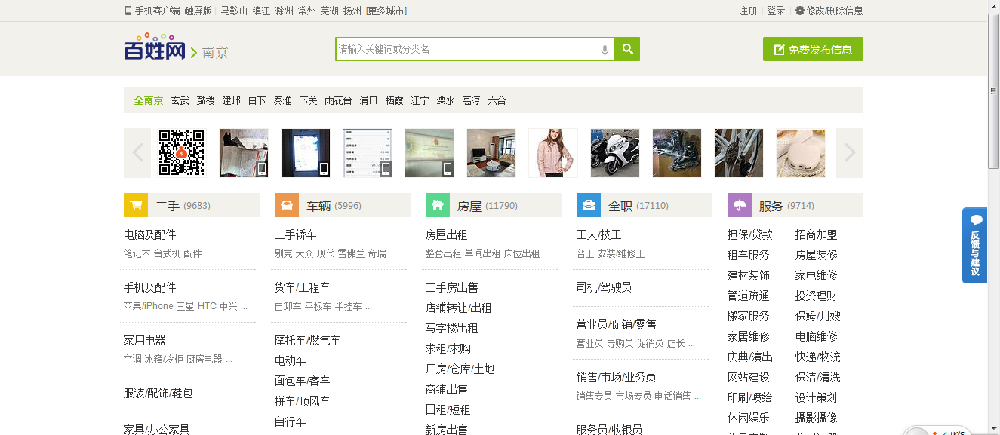 手机客户端 触屏版 马鞍山 镇江 滁州 常州 芜湖 扬州 [更多城市] 注册 登录 修改/删除信息
百姓网 南京 请输入关键词或分类名 免费发布信息
全南京 玄武 鼓楼 建邺 白下 秦淮 下关 雨花台 浦口 栖霞 江宁 溧水 高淳 六合
二手 (9683)
电脑及配件
笔记本 台式机 配件 ...
手机及配件
苹果/iPhone 三星 HTC 中兴 ...
家用电器
空调 冰箱/冷柜 厨房电器 ...
服装/配饰/鞋包
家具/办公家具
车辆 (5996)
二手轿车
别克 大众 现代 雪佛兰 奇瑞 ...
货车/工程车
自卸车 平板车 半挂车 ...
摩托车/燃气车
电动车
面包车/客车
拼车/顺风车
自行车
房屋 (11790)
房屋出租
整套出租 单间出租 床位出租 ...
二手房出售
店铺转让/出租
写字楼出租
求租/求购
厂房/仓库/土地
商铺出售
日租/短租
新房出售
全职 (17110)
工人/技工
普工 安装/维修工 ...
司机/驾驶员
营业员/促销/零售
营业员 导购员 促销员 店长 ...
销售/市场/业务员
销售专员 市场专员 电话销售 ...
服务员/收银员
服务 (9714)
担保/贷款 招商加盟
租车服务 房屋装修
建材装饰 家电维修
管道疏通 投资理财
搬家服务 保姆/月嫂
家居维修 电脑维修
庆典/演出 快递/物流
网站建设 保洁/清洗
印刷/喷绘 设计策划
休闲娱乐 摄影摄像
反馈与建议